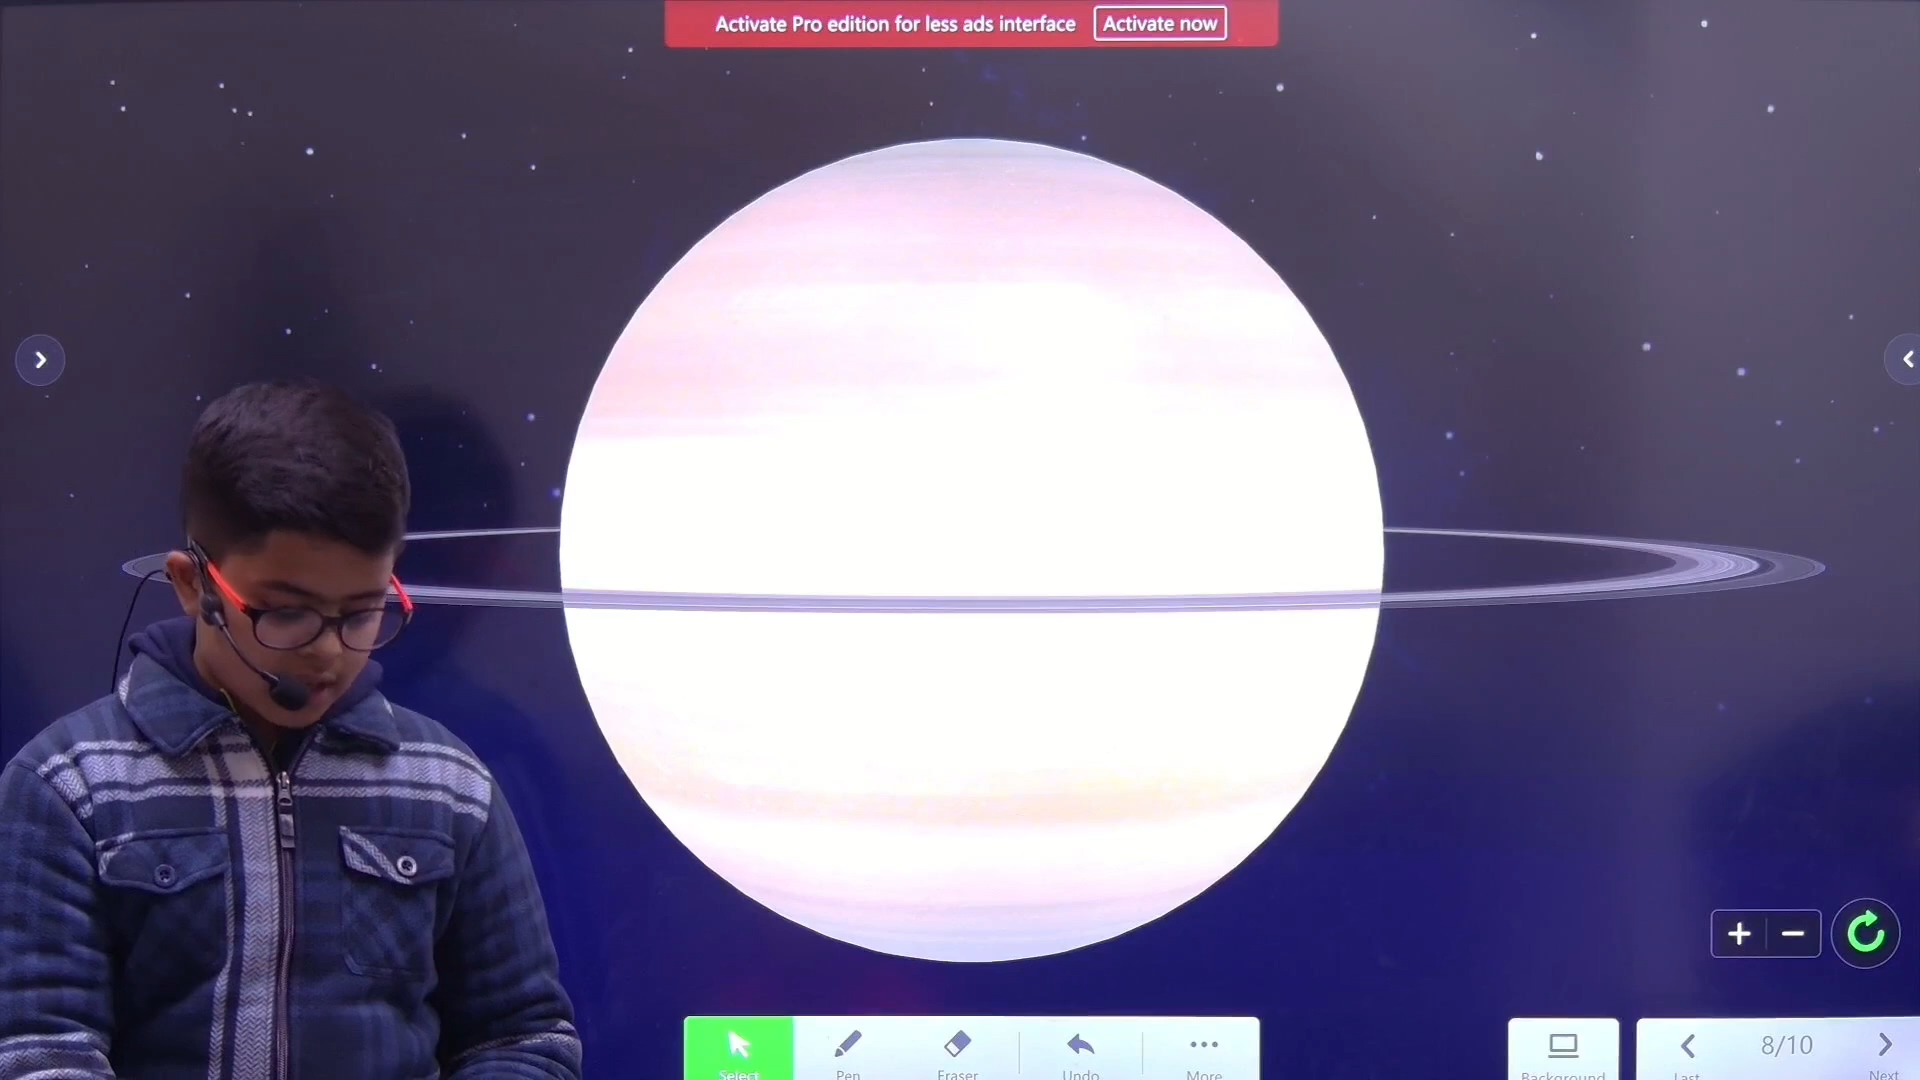 Activate Pro edition for less ads interface Activate now
Select Pen Eraser Undo More Background Last 8/10 Next